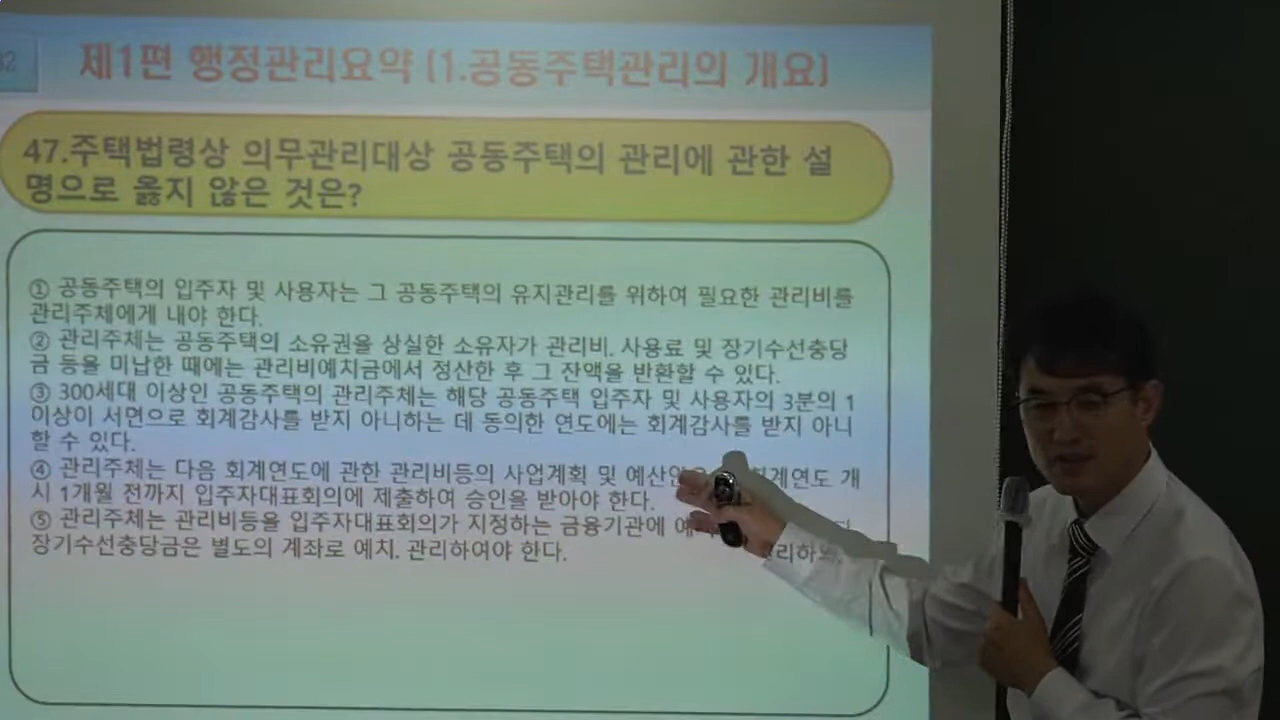 32
제1편 행정관리요약 (1.공동주택관리의 개요)
47.주택법령상 의무관리대상 공동주택의 관리에 관한 설
명으로 옳지 않은 것은?
① 공동주택의 입주자 및 사용자는 그 공동주택의 유지관리를 위하여 필요한 관리비를
관리주체에게 내야 한다.
② 관리주체는 공동주택의 소유권을 상실한 소유자가 관리비, 사용료 및 장기수선충당
금 등을 미납한 때에는 관리비예치금에서 정산한 후 그 잔액을 반환할 수 있다.
③ 300세대 이상인 공동주택의 관리주체는 해당 공동주택 입주자 및 사용자의 3분의 1
이상이 서면으로 회계감사를 받지 아니하는 데 동의한 연도에는 회계감사를 받지 아니
할 수 있다.
④ 관리주체는 다음 회계연도에 관한 관리비등의 사업계획 및 회계연도 개
시 1개월 전까지 입주자대표회의에 제출하여 승인을 받아야 한다.
⑤ 관리주체는 관리비등을 입주자대표회의가 지정하는 금융기관에
장기수선충당금은 별도의 계좌로 예치, 관리하여야 한다.